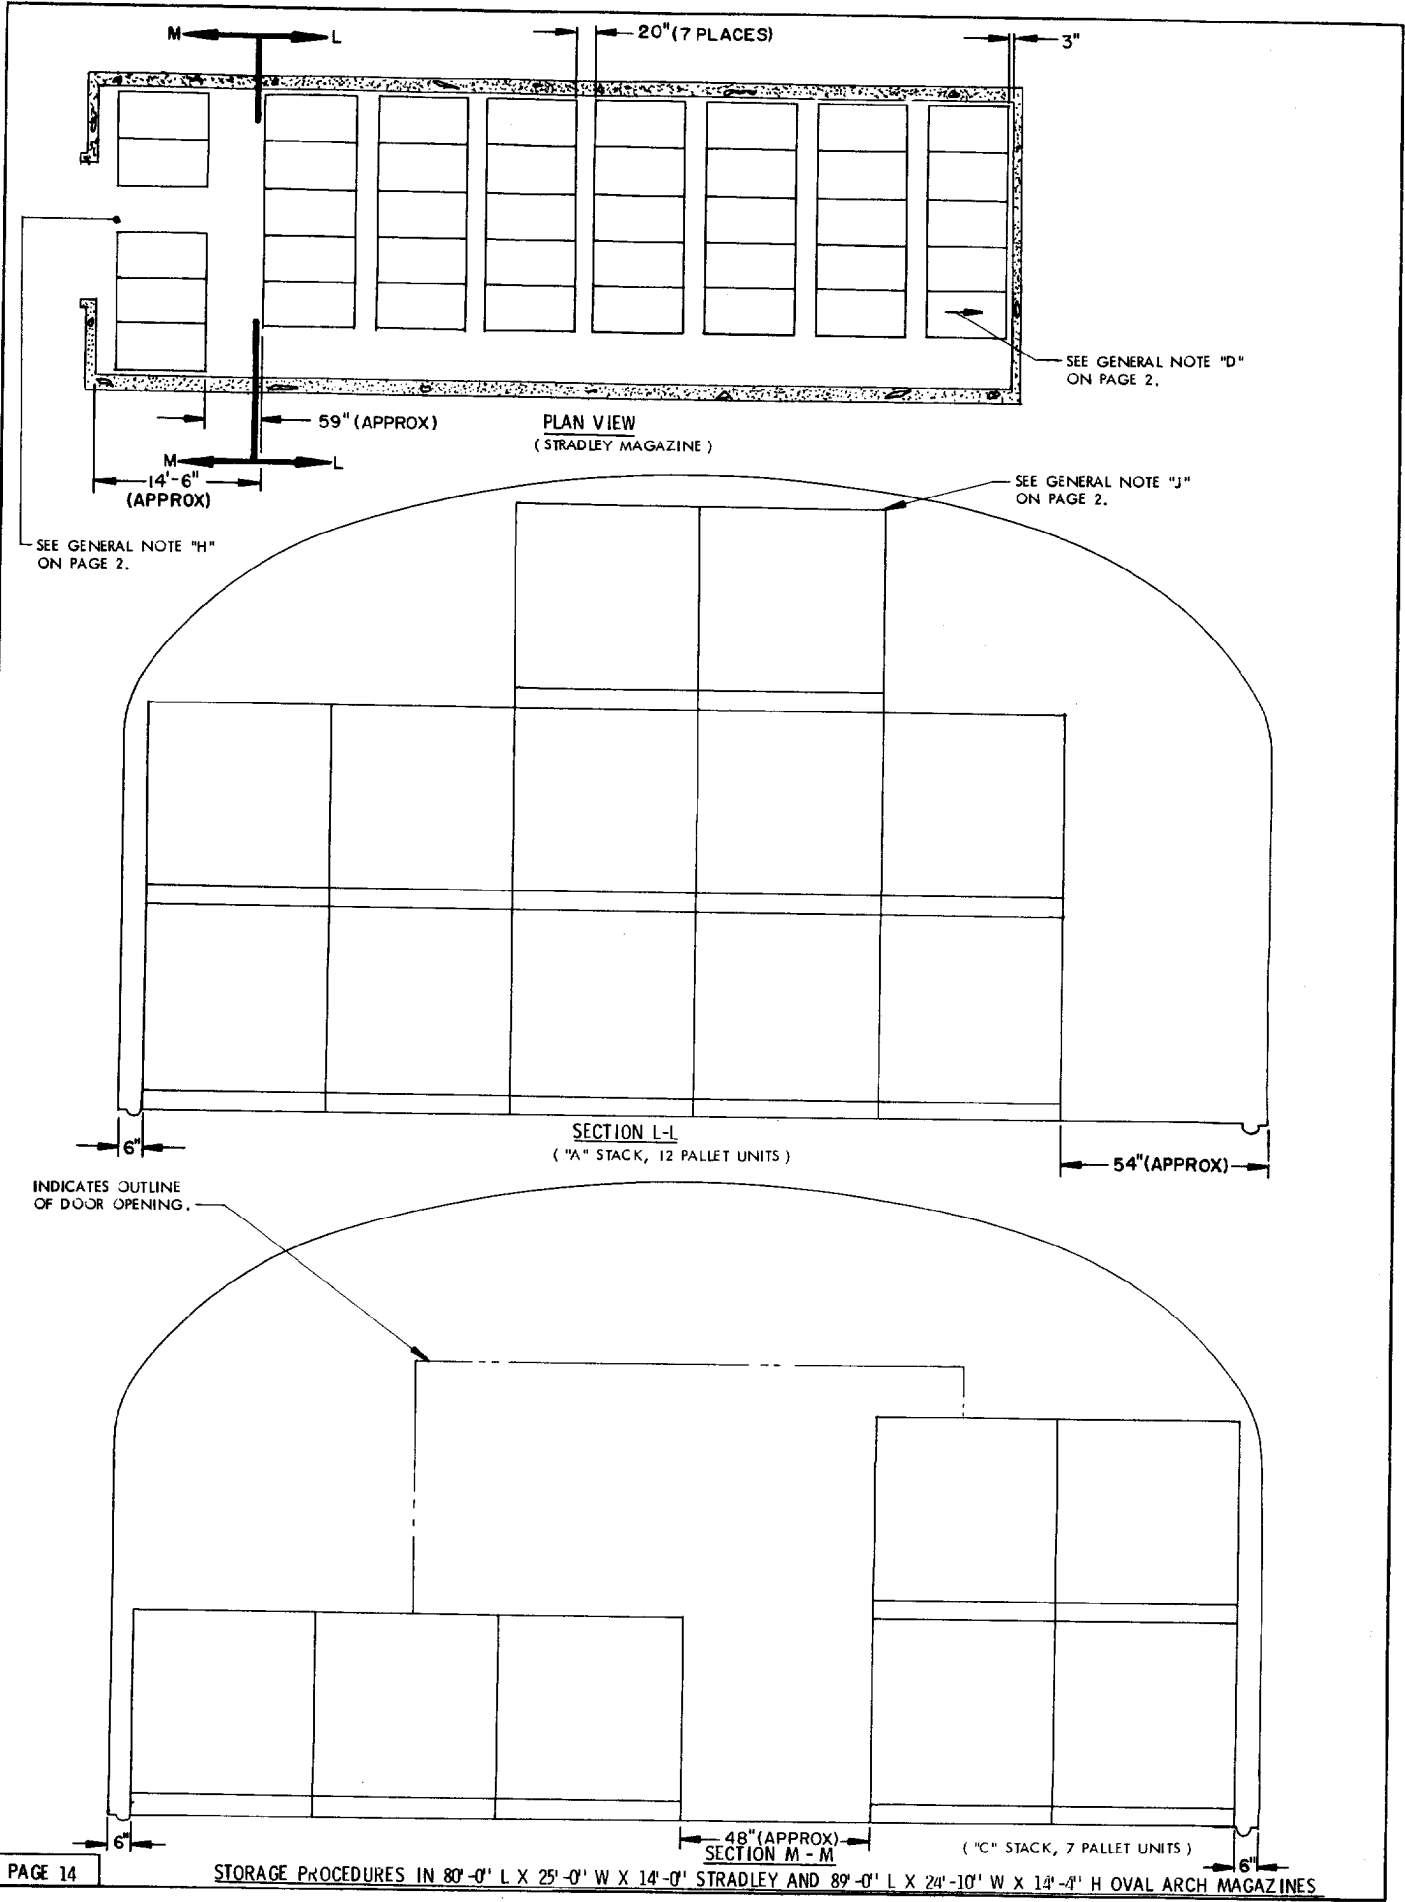 M L
20"(7 PLACES)
3"
SEE GENERAL NOTE "D"
ON PAGE 2.
59"(APPROX)
PLAN VIEW
(STRADLEY MAGAZINE)
M L
14'-6"
(APPROX)
SEE GENERAL NOTE "J"
ON PAGE 2.
SEE GENERAL NOTE "H"
ON PAGE 2.
SECTION L-L
("A" STACK, 12 PALLET UNITS)
6"
54"(APPROX)
INDICATES OUTLINE
OF DOOR OPENING.
6"
48"(APPROX)
SECTION M-M
("C" STACK, 7 PALLET UNITS)
6"
PAGE 14
STORAGE PROCEDURES IN 80'-0" L X 25'-0" W X 14'-0" STRADLEY AND 89'-0" L X 24'-10" W X 14'-4" H OVAL ARCH MAGAZINES